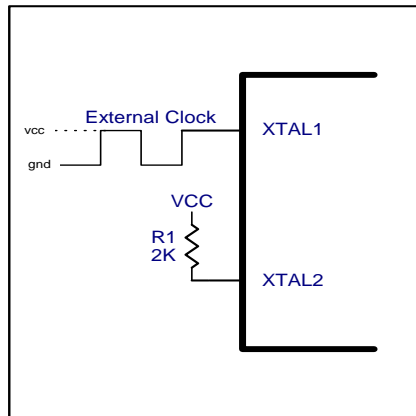 External Clock
vcc
XTAL1
gnd
VCC
R1
2K
XTAL2